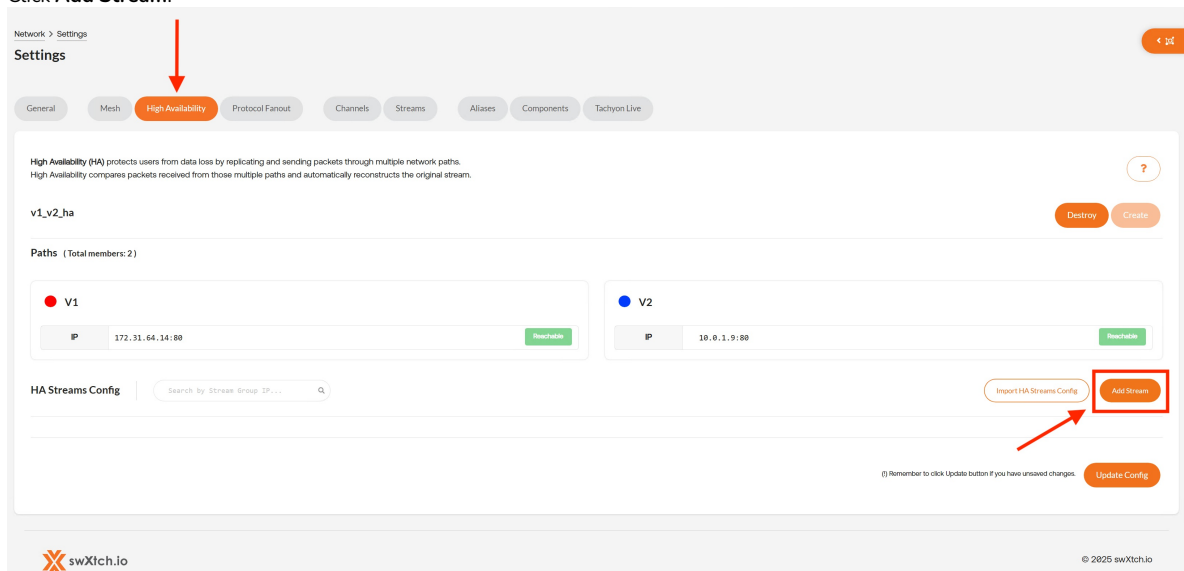 Click Add Stream.
Network > Settings
Settings
General Mesh High Availability Protocol Fanout Channels Streams Aliases Components Tachyon Live
High Availability (HA) protects users from data loss by replicating and sending packets through multiple network paths.
High Availability compares packets received from those multiple paths and automatically reconstructs the original stream.
?
v1_v2_ha
Destroy Create
Paths (Total members: 2)
V1
IP 172.31.64.14:80 Reachable
V2
IP 10.0.1.9:80 Reachable
HA Streams Config Search by Stream Group IP... Import HA Streams Config Add Stream
(!) Remember to click Update button if you have unsaved changes. Update Config
swXtch.io
© 2025 swXtch.io